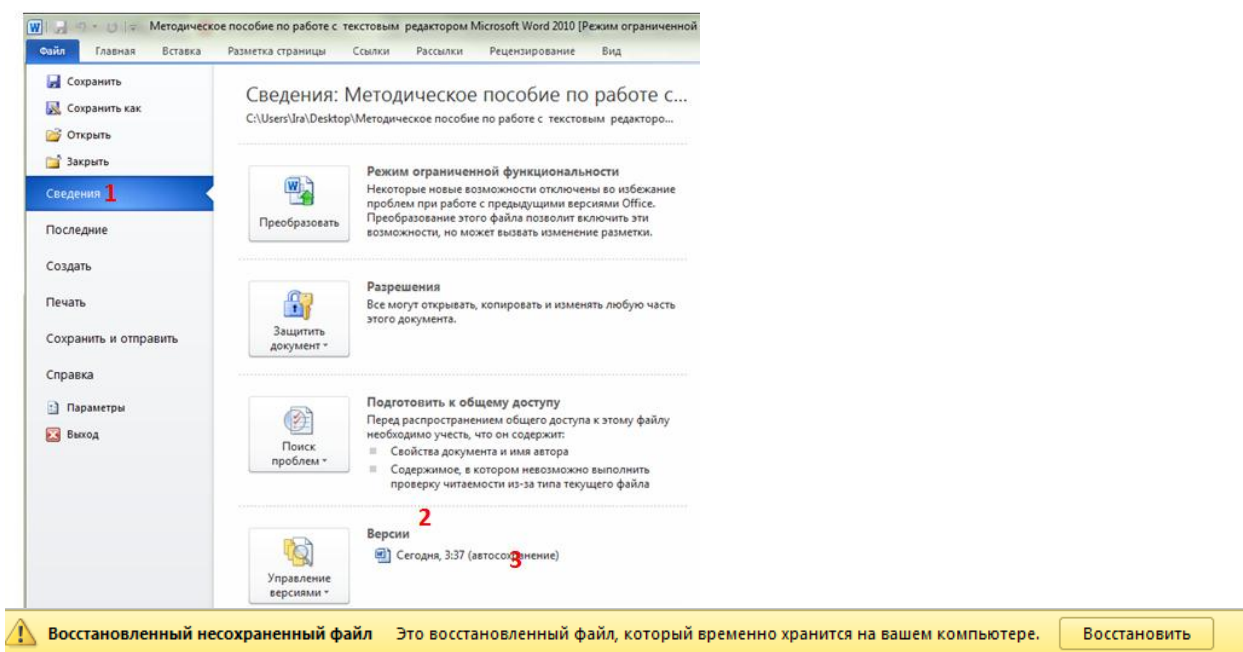 Методическое пособие по работе с текстовым редактором Microsoft Word 2010 [Режим ограниченной
Файл Главная Вставка Разметка страницы Ссылки Рассылки Рецензирование Вид
Сохранить
Сохранить как
Открыть
Закрыть
Сведения 1
Последние
Создать
Печать
Сохранить и отправить
Справка
Параметры
Выход
Сведения: Методическое пособие по работе с...
C:\Users\Ira\Desktop\Методическое пособие по работе с текстовым редакторо...
Преобразовать
Режим ограниченной функциональности
Некоторые новые возможности отключены во избежание
проблем при работе с предыдущими версиями Office.
Преобразование этого файла позволит включить эти
возможности, но может вызвать изменение разметки.
Защитить
документ
Разрешения
Все могут открывать, копировать и изменять любую часть
этого документа.
Поиск
проблем
Подготовить к общему доступу
Перед распространением общего доступа к этому файлу
необходимо учесть, что он содержит:
Свойства документа и имя автора
Содержимое, в котором невозможно выполнить
проверку читаемости из-за типа текущего файла
Управление
версиями
2
Версии
Сегодня, 3:37 (автосохранение)
3
Восстановленный несохраненный файл Это восстановленный файл, который временно хранится на вашем компьютере. Восстановить